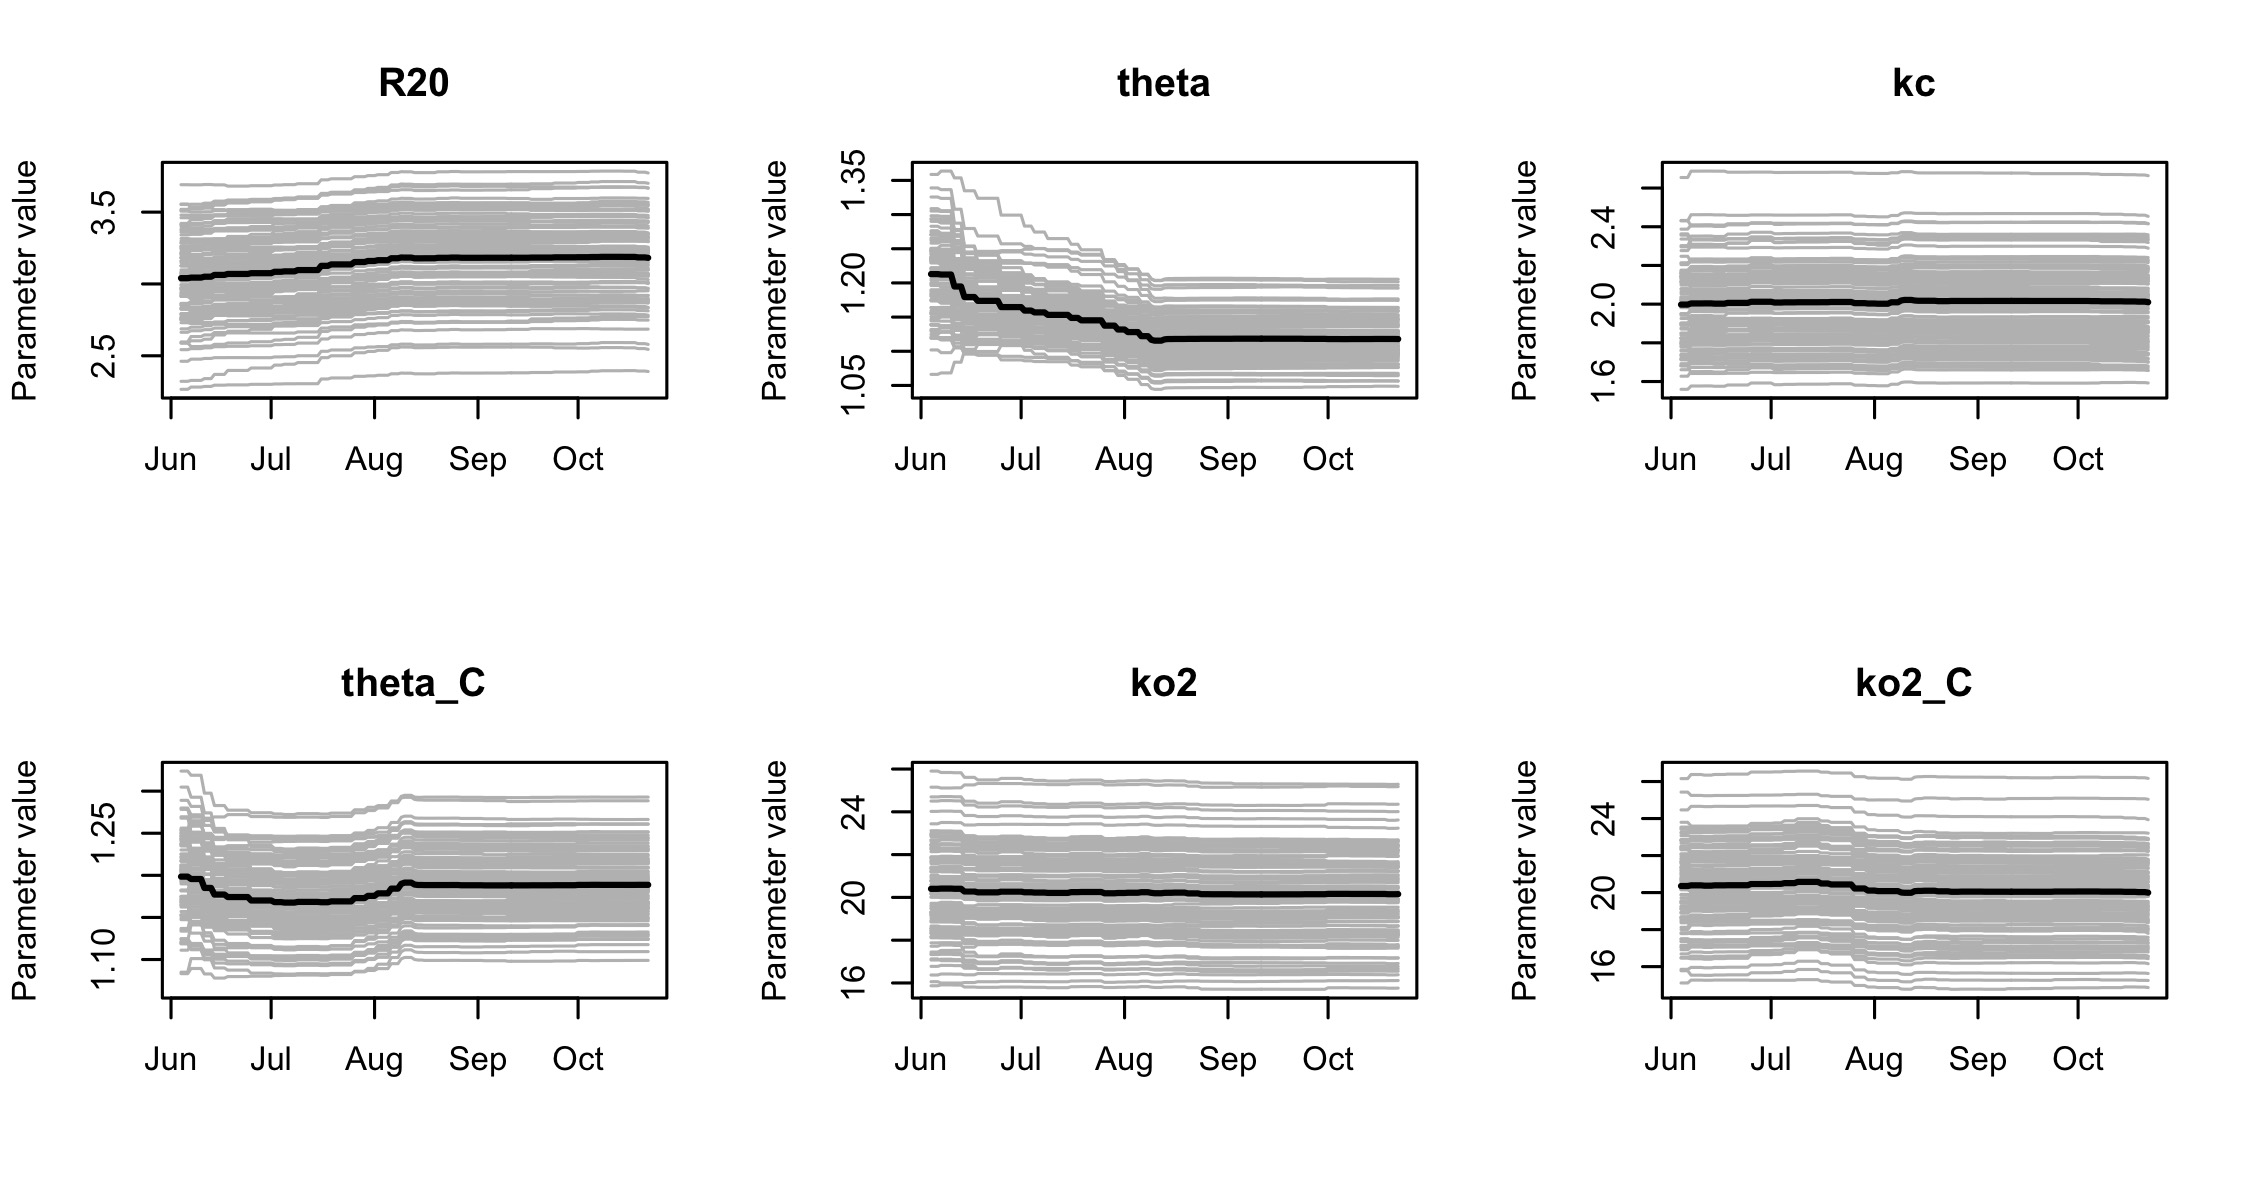 R20
theta
kc
Parameter value
2.5
3.5
Jun Jul Aug Sep Oct
Parameter value
1.05
1.20
1.35
Jun Jul Aug Sep Oct
Parameter value
1.6
2.0
2.4
Jun Jul Aug Sep Oct
theta_C
ko2
ko2_C
Parameter value
1.10
1.25
Jun Jul Aug Sep Oct
Parameter value
16
20
24
Jun Jul Aug Sep Oct
Parameter value
16
20
24
Jun Jul Aug Sep Oct